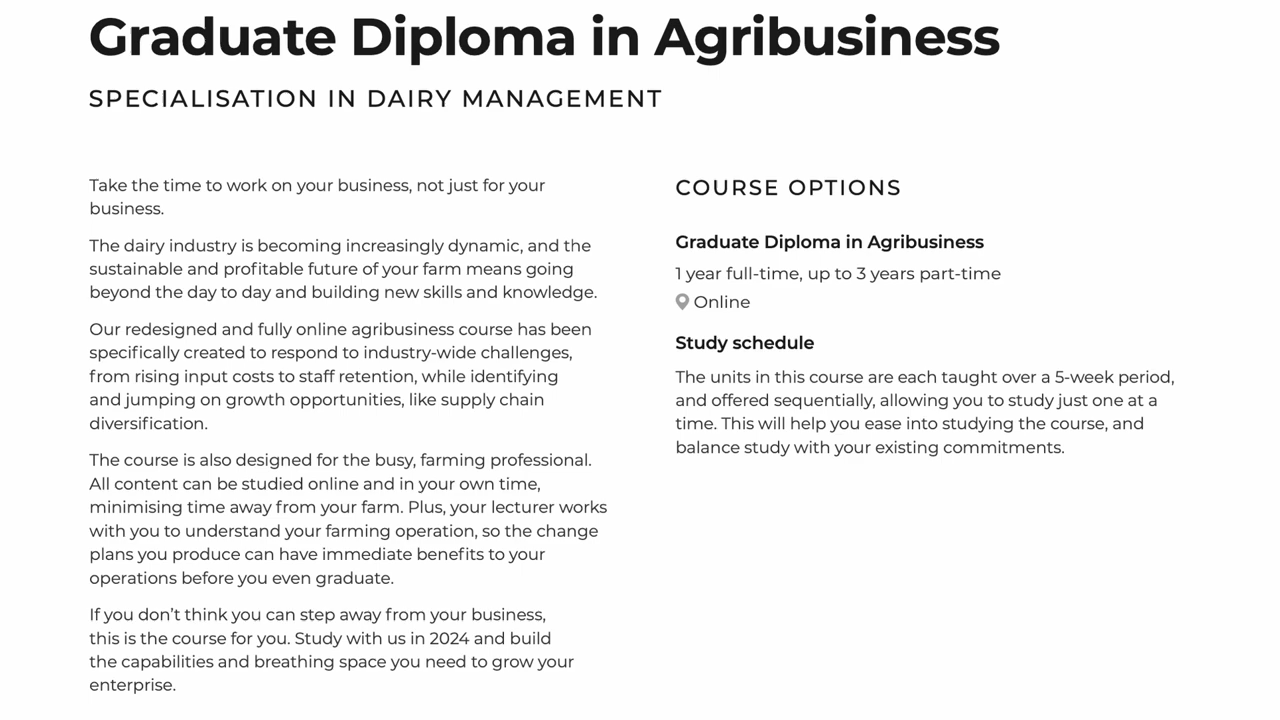 Graduate Diploma in Agribusiness
SPECIALISATION IN DAIRY MANAGEMENT
Take the time to work on your business, not just for your
business.
The dairy industry is becoming increasingly dynamic, and the
sustainable and profitable future of your farm means going
beyond the day to day and building new skills and knowledge.
Our redesigned and fully online agribusiness course has been
specifically created to respond to industry-wide challenges,
from rising input costs to staff retention, while identifying
and jumping on growth opportunities, like supply chain
diversification.
The course is also designed for the busy, farming professional.
All content can be studied online and in your own time,
minimising time away from your farm. Plus, your lecturer works
with you to understand your farming operation, so the change
plans you produce can have immediate benefits to your
operations before you even graduate.
If you don’t think you can step away from your business,
this is the course for you. Study with us in 2024 and build
the capabilities and breathing space you need to grow your
enterprise.
COURSE OPTIONS
Graduate Diploma in Agribusiness
1 year full-time, up to 3 years part-time
Online
Study schedule
The units in this course are each taught over a 5-week period,
and offered sequentially, allowing you to study just one at a
time. This will help you ease into studying the course, and
balance study with your existing commitments.